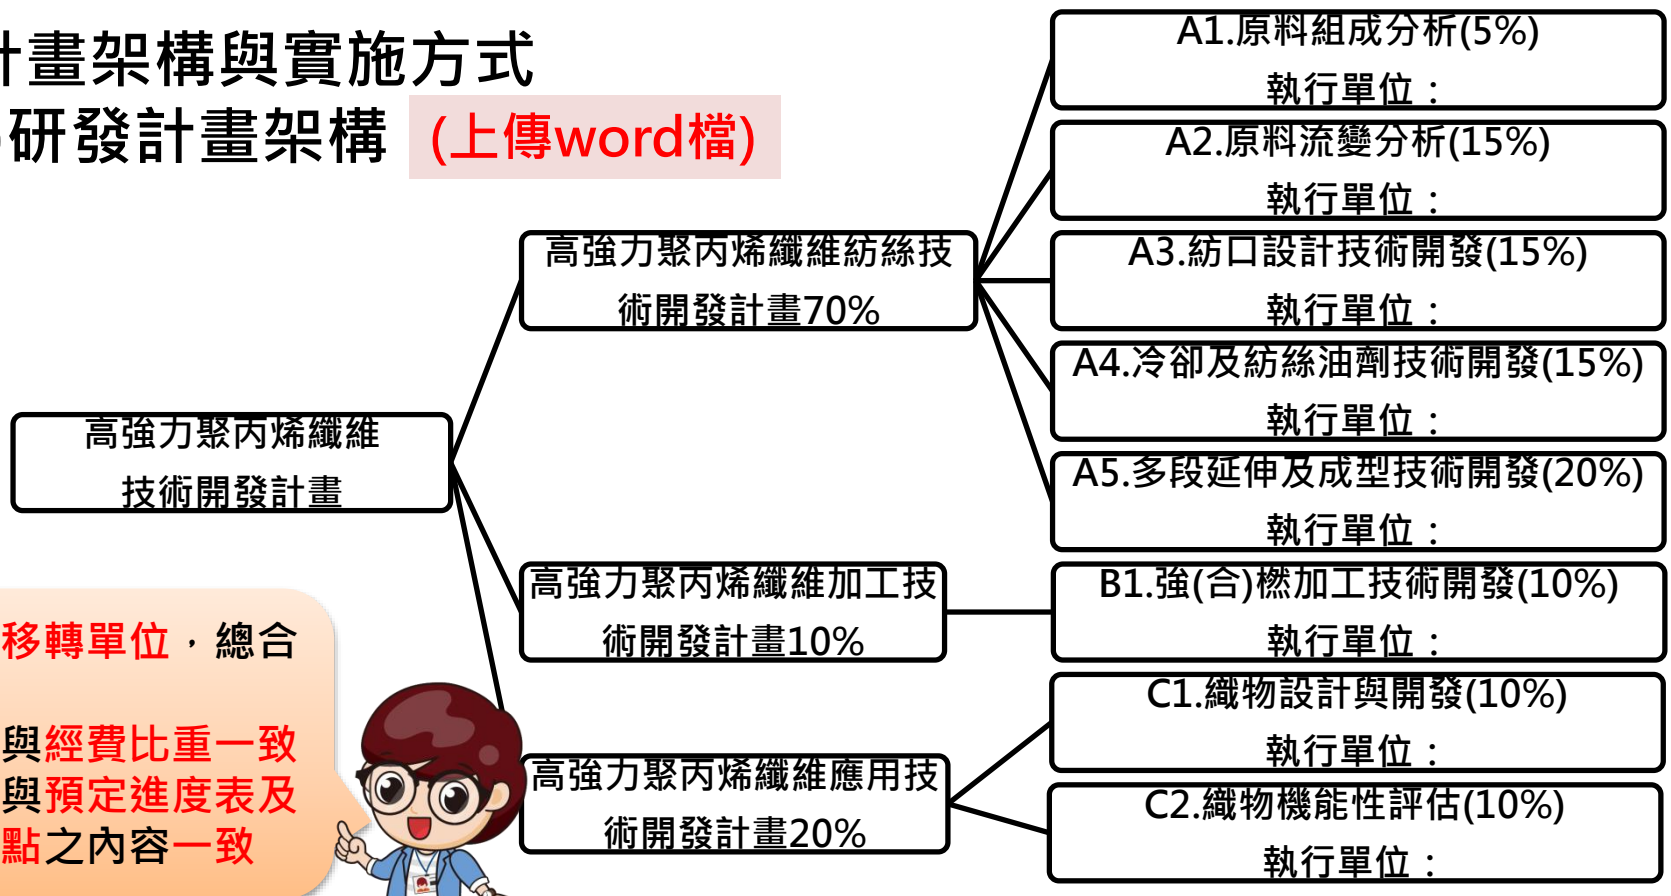 計畫架構與實施方式
研發計畫架構 (上傳word檔)
高強力聚丙烯纖維
技術開發計畫
高強力聚丙烯纖維紡絲技
術開發計畫70%
A1.原料組成分析(5%)
執行單位：
A2.原料流變分析(15%)
執行單位：
A3.紡口設計技術開發(15%)
執行單位：
A4.冷卻及紡絲油劑技術開發(15%)
執行單位：
A5.多段延伸及成型技術開發(20%)
執行單位：
高強力聚丙烯纖維加工技
術開發計畫10%
B1.強(合)撚加工技術開發(10%)
執行單位：
高強力聚丙烯纖維應用技
術開發計畫20%
C1.織物設計與開發(10%)
執行單位：
C2.織物機能性評估(10%)
執行單位：
移轉單位，總合
與經費比重一致
與預定進度表及
點之內容一致